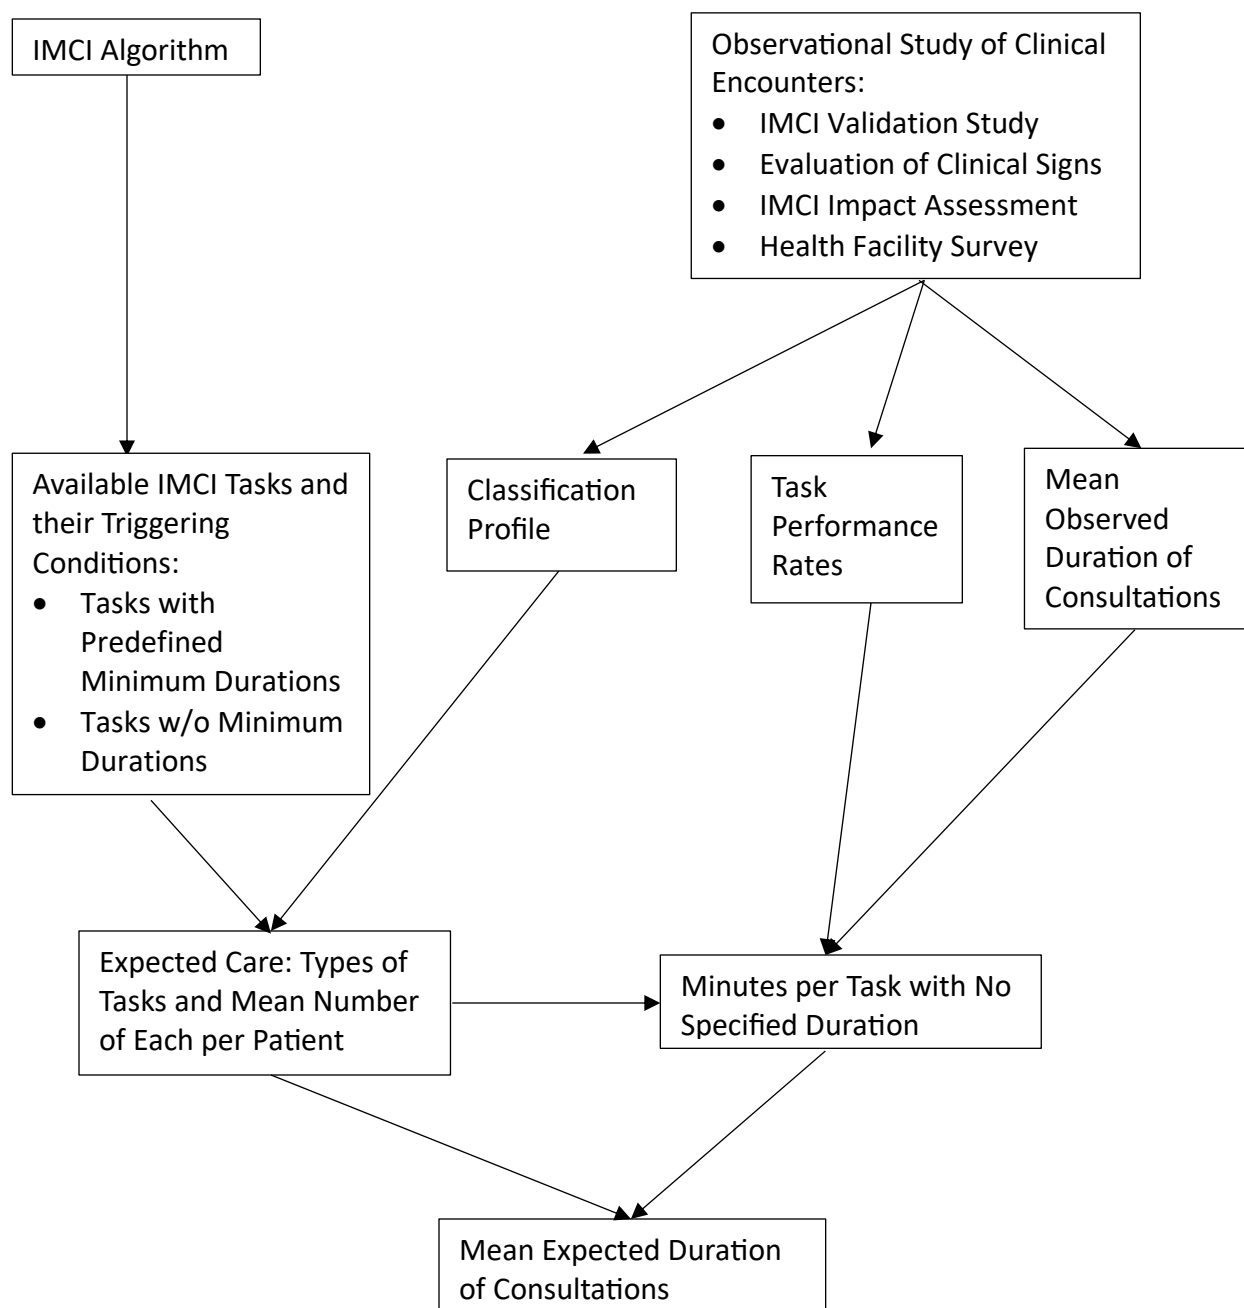 IMCI Algorithm
Observational Study of Clinical
Encounters:
• IMCI Validation Study
• Evaluation of Clinical Signs
• IMCI Impact Assessment
• Health Facility Survey
Available IMCI Tasks and
their Triggering
Conditions:
• Tasks with
Predefined
Minimum Durations
• Tasks w/o Minimum
Durations
Classification
Profile
Task
Performance
Rates
Mean
Observed
Duration of
Consultations
Expected Care: Types of
Tasks and Mean Number
of Each per Patient
Minutes per Task with No
Specified Duration
Mean Expected Duration
of Consultations